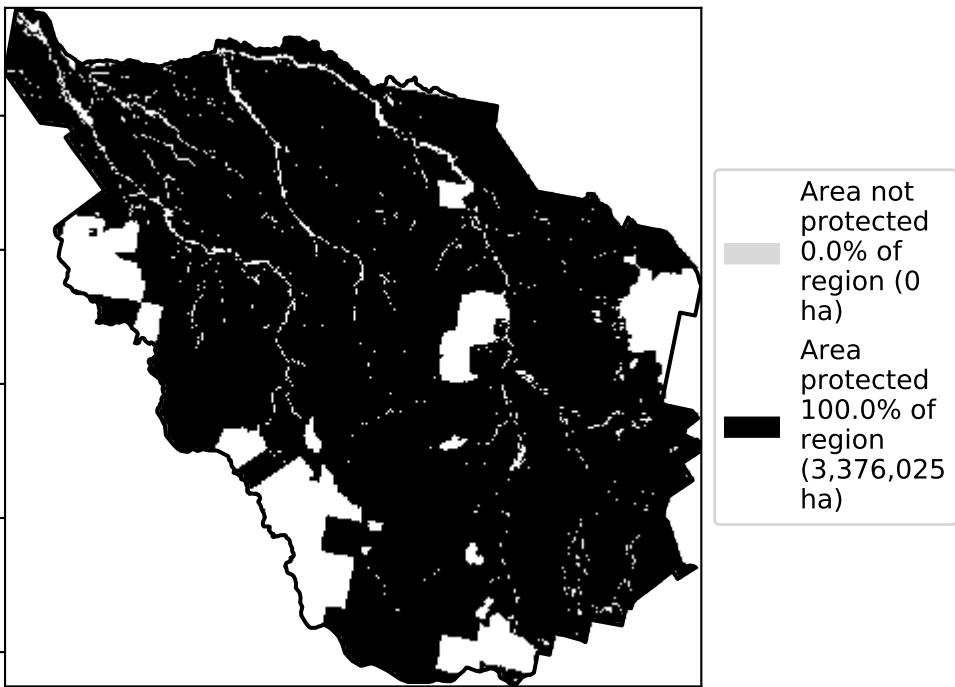 Area not
protected
0.0% of
region (0
ha)
Area
protected
100.0% of
region
(3,376,025
ha)